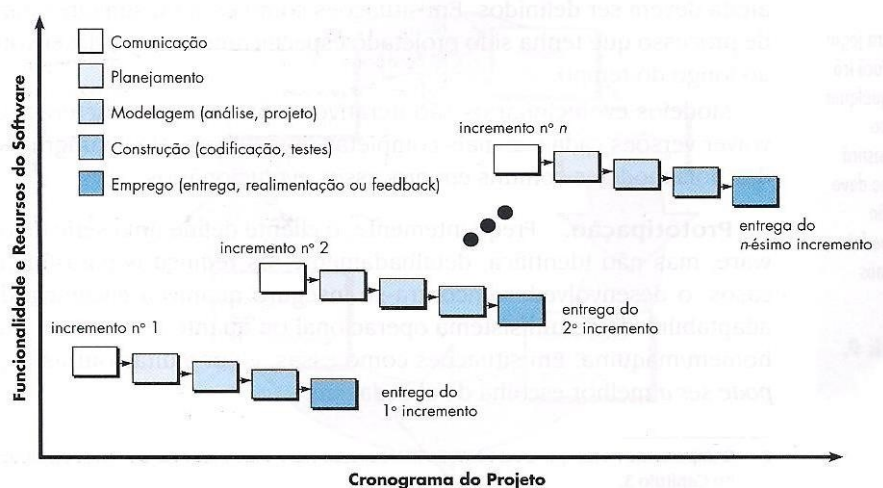 Funcionalidade e Recursos do Software
Comunicação
Planejamento
Modelagem (análise, projeto)
Construção (codificação, testes)
Emprego (entrega, realimentação ou feedback)
incremento nº n
entrega do
n-ésimo incremento
incremento nº 2
entrega do
2º incremento
incremento nº 1
entrega do
1º incremento
Cronograma do Projeto